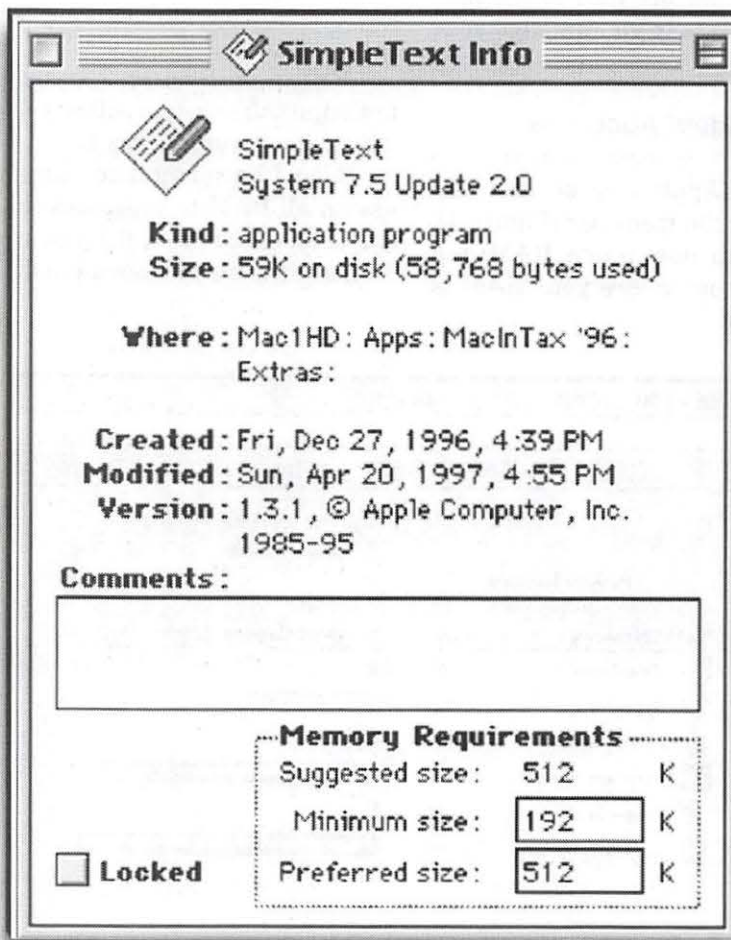 SimpleText Info
SimpleText
System 7.5 Update 2.0
Kind: application program
Size: 59K on disk (58,768 bytes used)
Where: Mac1HD: Apps: MacInTax '96:
Extras:
Created: Fri, Dec 27, 1996, 4:39 PM
Modified: Sun, Apr 20, 1997, 4:55 PM
Version: 1.3.1, © Apple Computer, Inc.
1985-95
Comments:
Memory Requirements
Suggested size: 512 K
Minimum size: 192 K
Locked Preferred size: 512 K